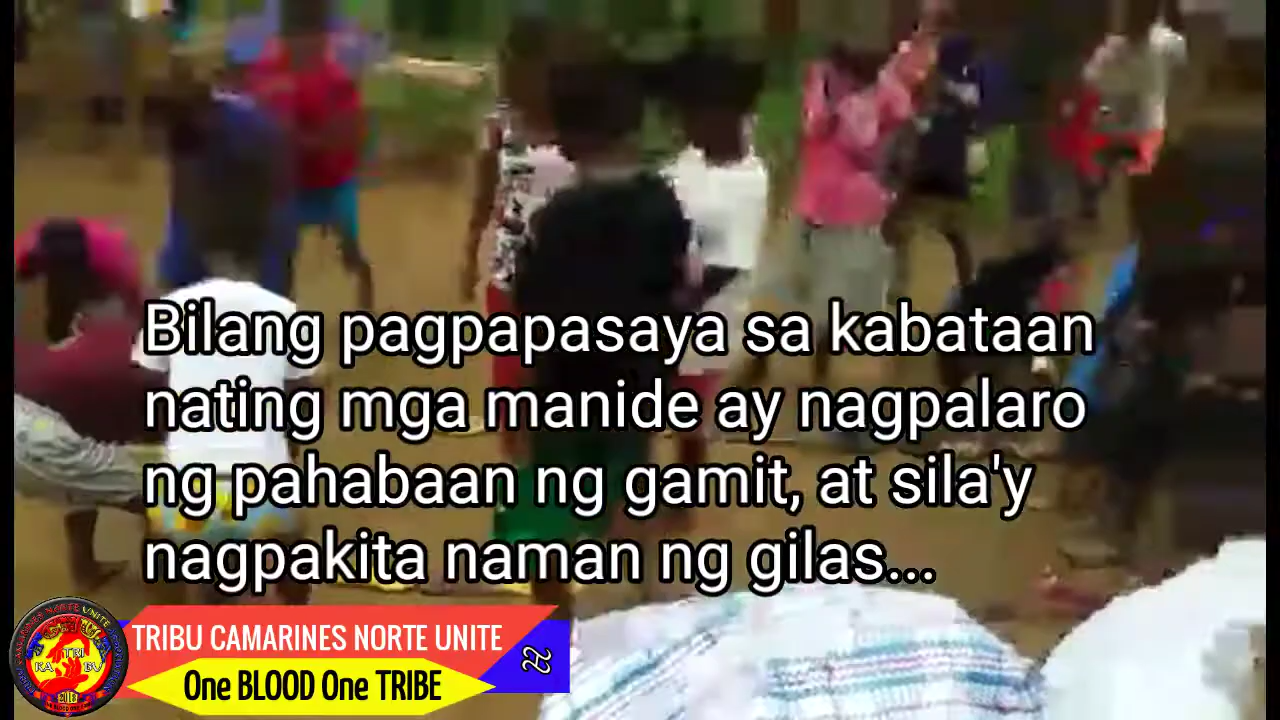 Bilang pagpapasaya sa kabataan
nating mga manide ay nagpalaro
ng pahabaan ng gamit, at sila'y
nagpakita naman ng gilas...
TRIBU CAMARINES NORTE UNITE
One BLOOD One TRIBE